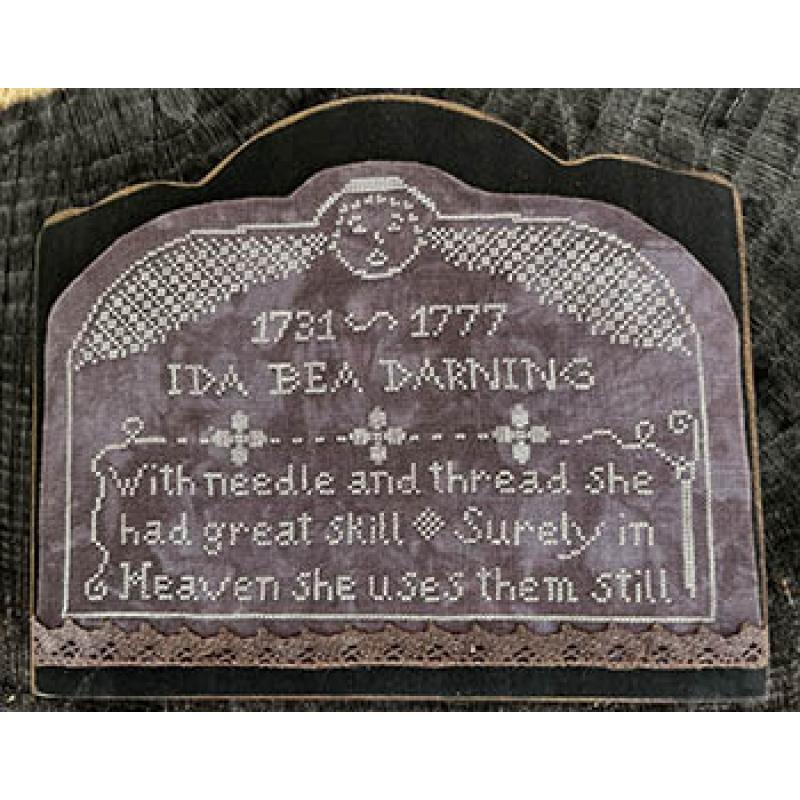 1731 ~ 1777
IDA BEA DARNING
With needle and thread she
had great skill ❖ Surely in
Heaven she uses them still